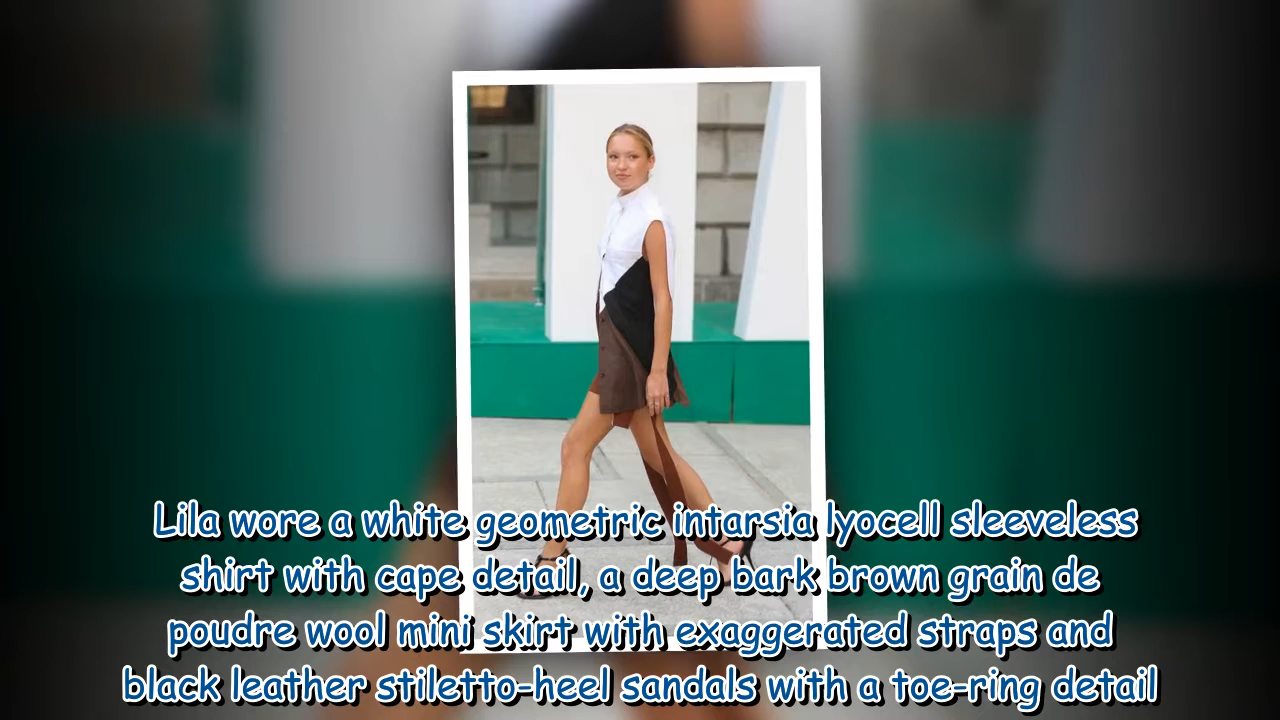 Lila wore a white geometric intarsia lyocell sleeveless
shirt with cape detail, a deep bark brown grain de
poudre wool mini skirt with exaggerated straps and
black leather stiletto-heel sandals with a toe-ring detail